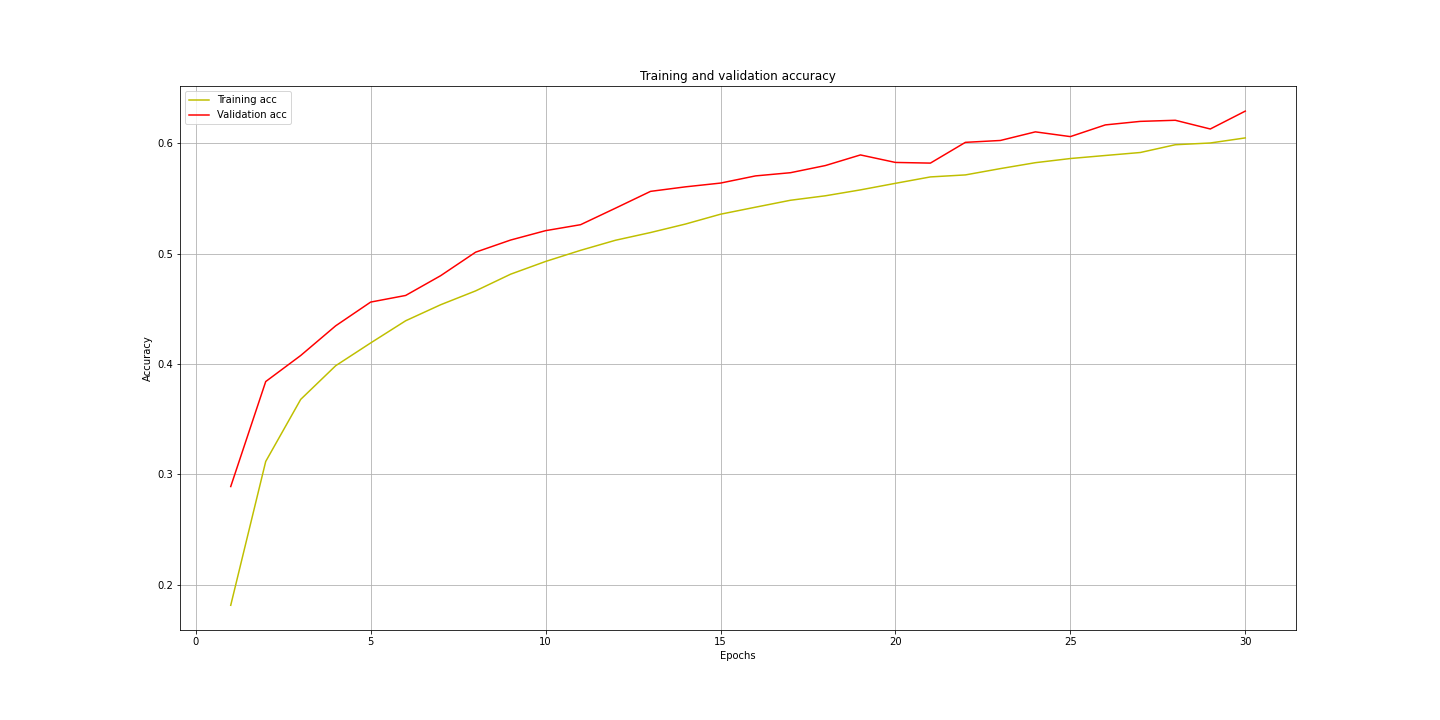 Training and validation accuracy
Training acc
Validation acc
0.6
0.5
0.4
0.3
0.2
Accuracy
0 5 10 15 20 25 30
Epochs